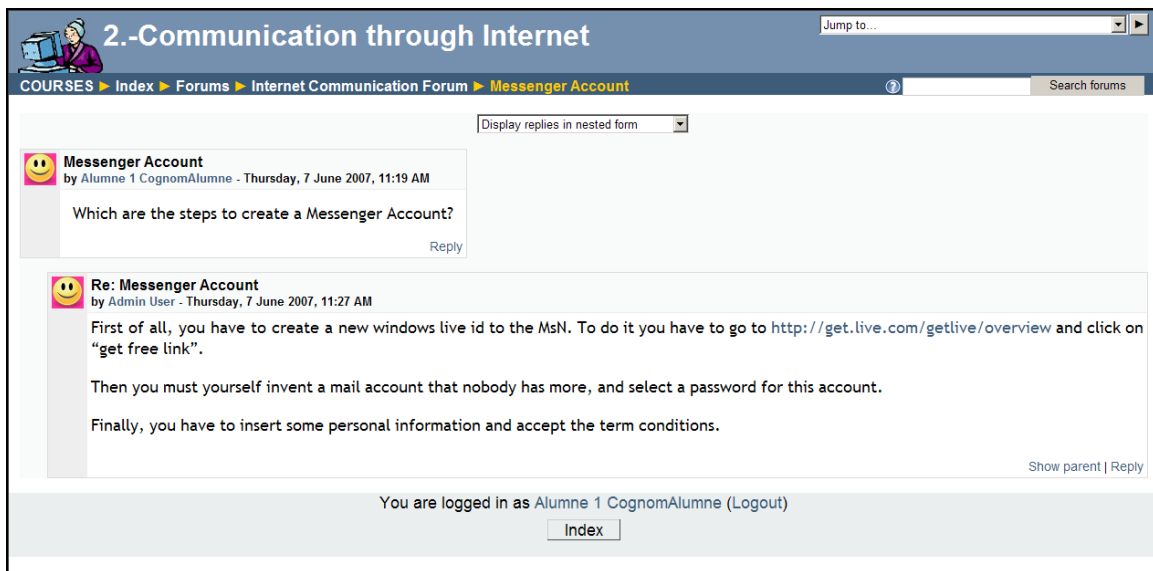 2.-Communication through Internet
Jump to...
COURSES ► Index ► Forums ► Internet Communication Forum ► Messenger Account
Search forums
Display replies in nested form
Messenger Account
by Alumne 1 CognomAlumne - Thursday, 7 June 2007, 11:19 AM
Which are the steps to create a Messenger Account?
Reply
Re: Messenger Account
by Admin User - Thursday, 7 June 2007, 11:27 AM
First of all, you have to create a new windows live id to the MsN. To do it you have to go to http://get.live.com/getlive/overview and click on
“get free link”.
Then you must yourself invent a mail account that nobody has more, and select a password for this account.
Finally, you have to insert some personal information and accept the term conditions.
Show parent | Reply
You are logged in as Alumne 1 CognomAlumne (Logout)
Index